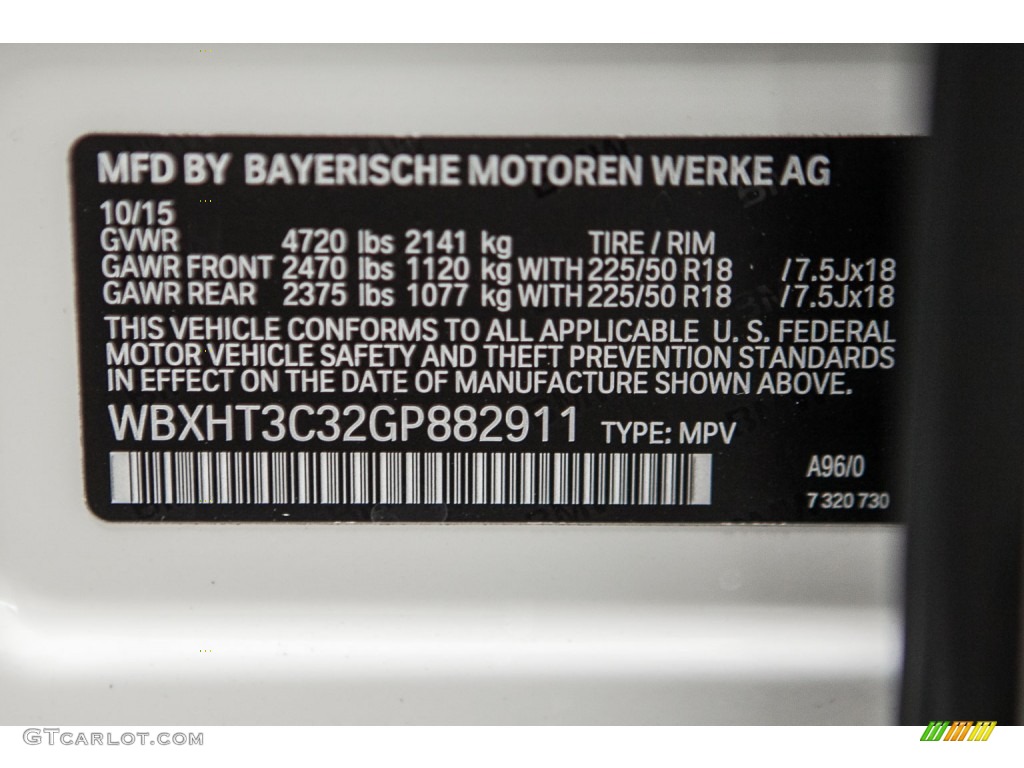 MFD BY BAYERISCHE MOTOREN WERKE AG
10/15
GVWR 4720 lbs 2141 kg TIRE / RIM
GAWR FRONT 2470 lbs 1120 kg WITH 225/50 R18 /7.5Jx18
GAWR REAR 2375 lbs 1077 kg WITH 225/50 R18 /7.5Jx18
THIS VEHICLE CONFORMS TO ALL APPLICABLE U. S. FEDERAL
MOTOR VEHICLE SAFETY AND THEFT PREVENTION STANDARDS
IN EFFECT ON THE DATE OF MANUFACTURE SHOWN ABOVE.
WBXHT3C32GP882911 TYPE: MPV
A96/0
7 320 730
GTCARLOT.COM